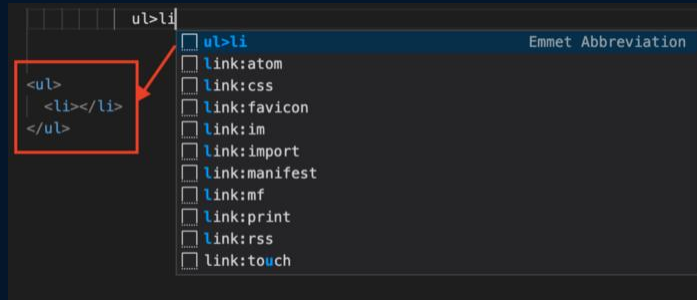 ul>li
ul>li Emmet Abbreviation
link:atom
link:css
link:favicon
link:im
link:import
link:manifest
link:mf
link:print
link:rss
link:touch
<ul>
<li></li>
</ul>